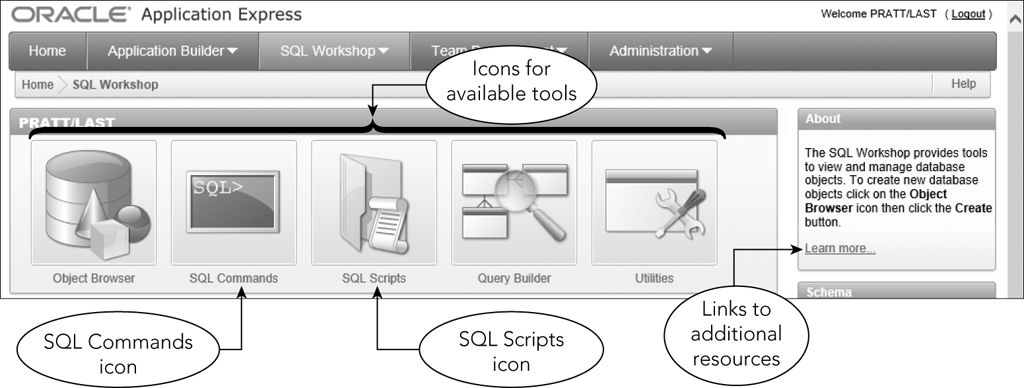 ORACLE® Application Express
Welcome PRATT/LAST ( Logout )
Home
Application Builder
SQL Workshop
Administration
Home
SQL Workshop
Help
Icons for
available tools
PRATT/LAST
SQL>
Object Browser
SQL Commands
SQL Scripts
Query Builder
Utilities
About
The SQL Workshop provides tools
to view and manage database
objects. To create new database
objects click on the Object
Browser icon then click the Create
button.
Learn more...
Schema
SQL Commands
icon
SQL Scripts
icon
Links to
additional
resources